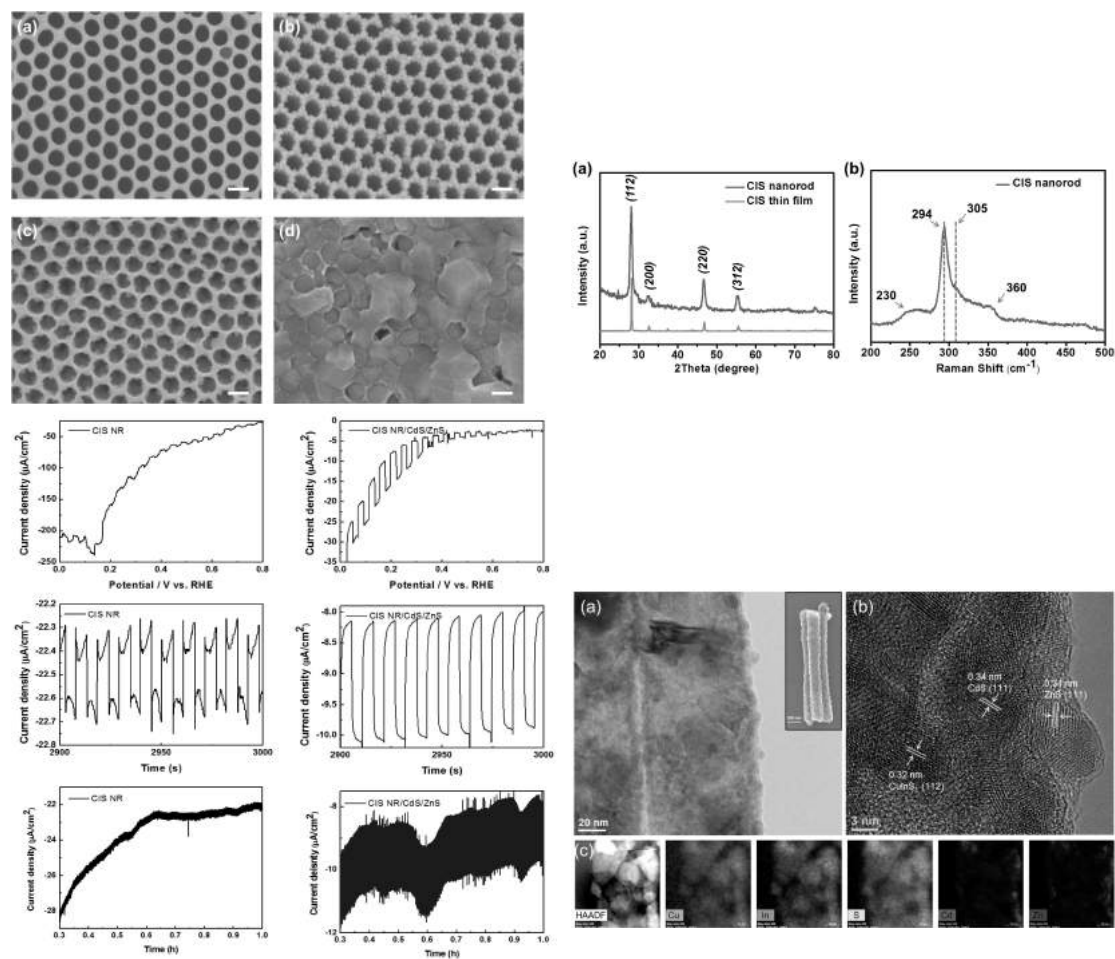 (a)
(b)
(c)
(d)
(a)
(112)
(200)
(220)
(312)
CIS nanorod
CIS thin film
Intensity (a.u.)
20 30 40 50 60 70 80
2Theta (degree)
(b)
CIS nanorod
294
305
230
360
Intensity (a.u.)
200 250 300 350 400 450 500
Raman Shift (cm-1)
CIS NR
Current density (µA/cm2)
-50
-100
-150
-200
-250
0.0 0.2 0.4 0.6 0.8
Potential / V vs. RHE
CIS NR/CdS/ZnS
Current density (µA/cm2)
0
-5
-10
-15
-20
-25
-30
-35
0.0 0.2 0.4 0.6 0.8
Potential / V vs. RHE
CIS NR
Current density (µA/cm2)
-22.2
-22.3
-22.4
-22.5
-22.6
-22.7
-22.8
2900 2950 3000
Time (s)
CIS NR/CdS/ZnS
Current density (µA/cm2)
-8.0
-8.5
-9.0
-9.5
-10.0
2900 2950 3000
Time (s)
CIS NR
Current density (µA/cm2)
-22
-24
-26
-28
0.3 0.4 0.5 0.6 0.7 0.8 0.9 1.0
Time (h)
CIS NR/CdS/ZnS
-8
-10
-12
0.3 0.4 0.5 0.6 0.7 0.8 0.9 1.0
Time (h)
(a)
20 nm
(b)
0.34 nm
CdS (111)
ZnS (111)
0.32 nm
3 nm
(c)
HAADF
Cu
In
S
Cd
Zn